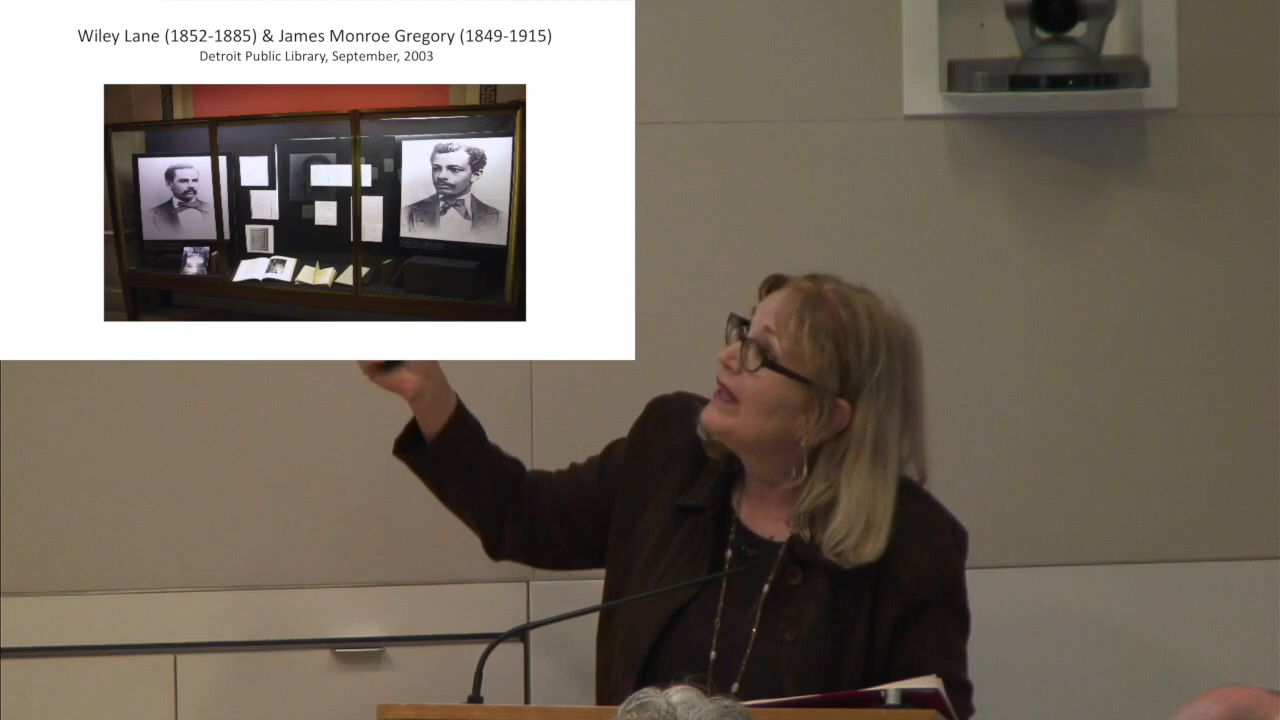 Wiley Lane (1852-1885) & James Monroe Gregory (1849-1915)
Detroit Public Library, September, 2003